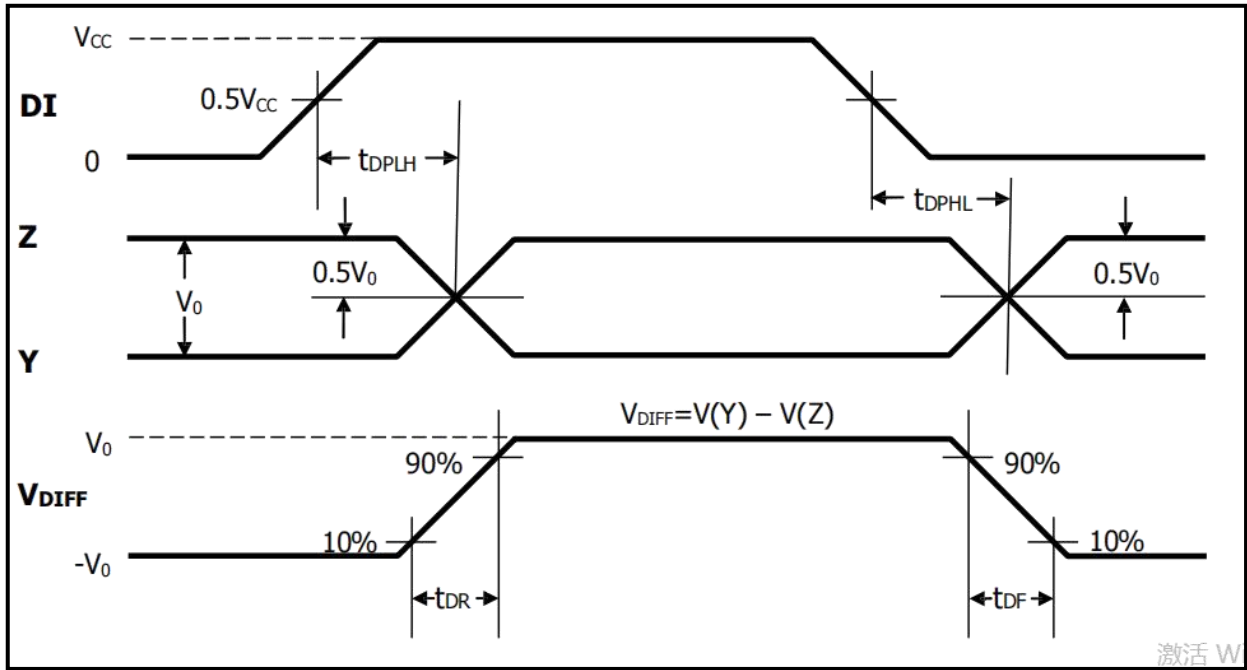 VCC
DI
0.5VCC
0
tDPLH
tDPHL
Z
0.5V0
0.5V0
V0
Y
VDIFF=V(Y) – V(Z)
V0
90%
90%
VDIFF
10%
10%
-V0
tDR
tDF
激活 W